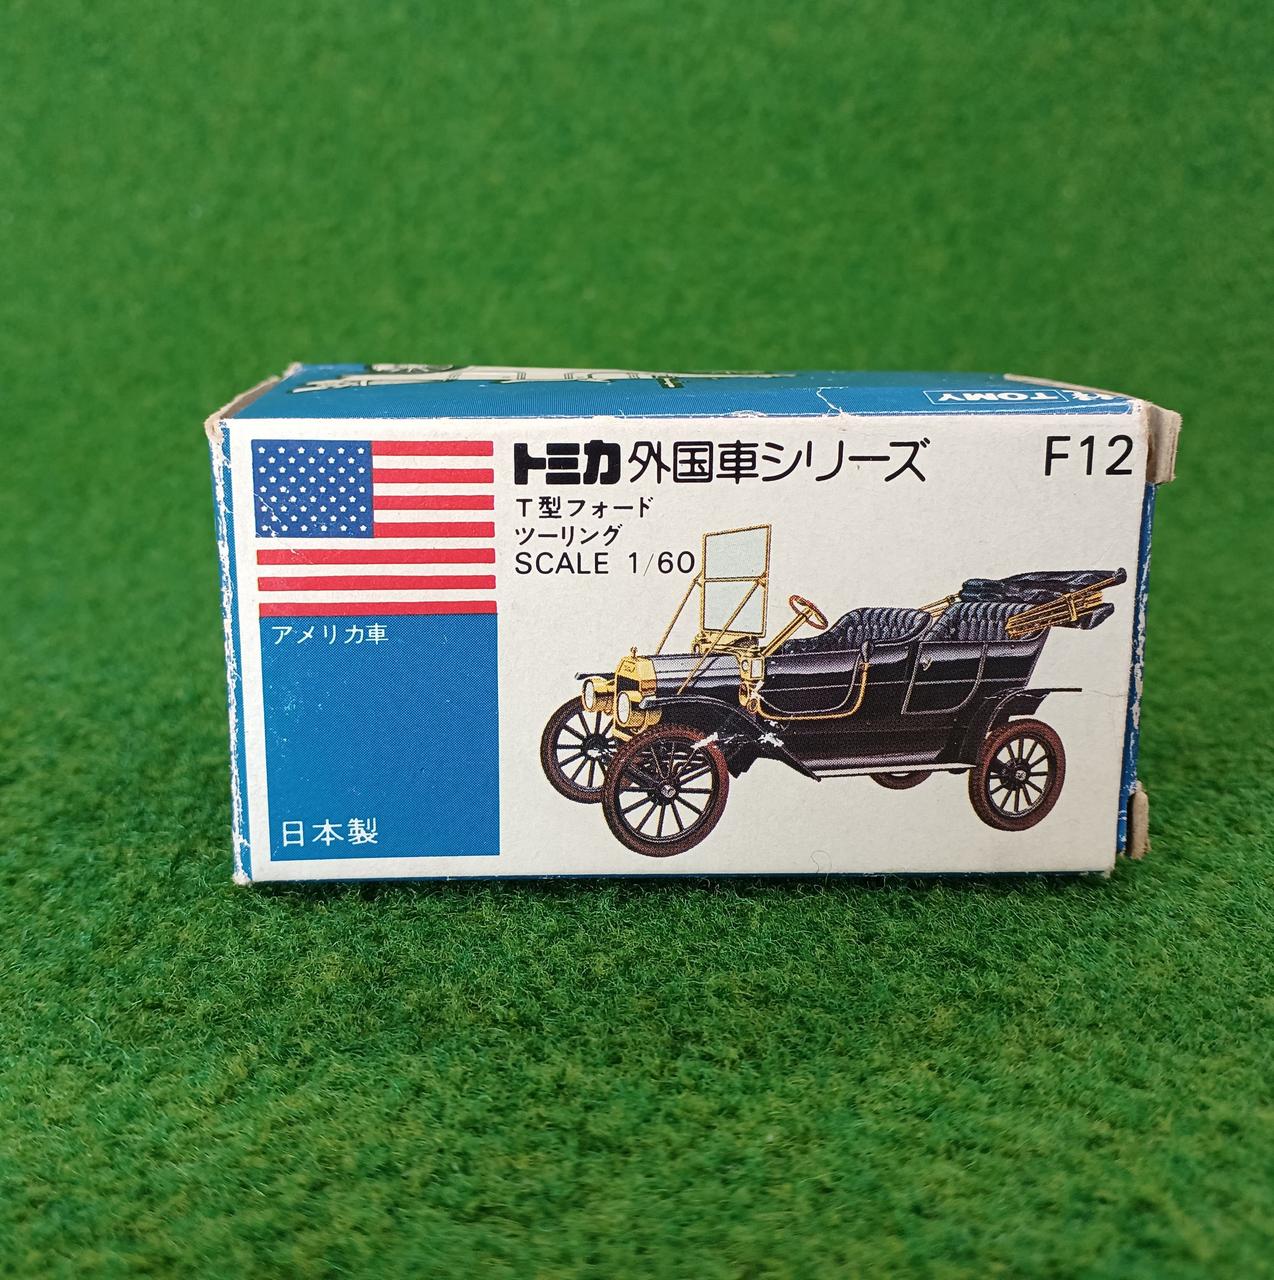 TOMY
トミカ外国車シリーズ F12
T型フォード
ツーリング
SCALE 1/60
アメリカ車
日本製